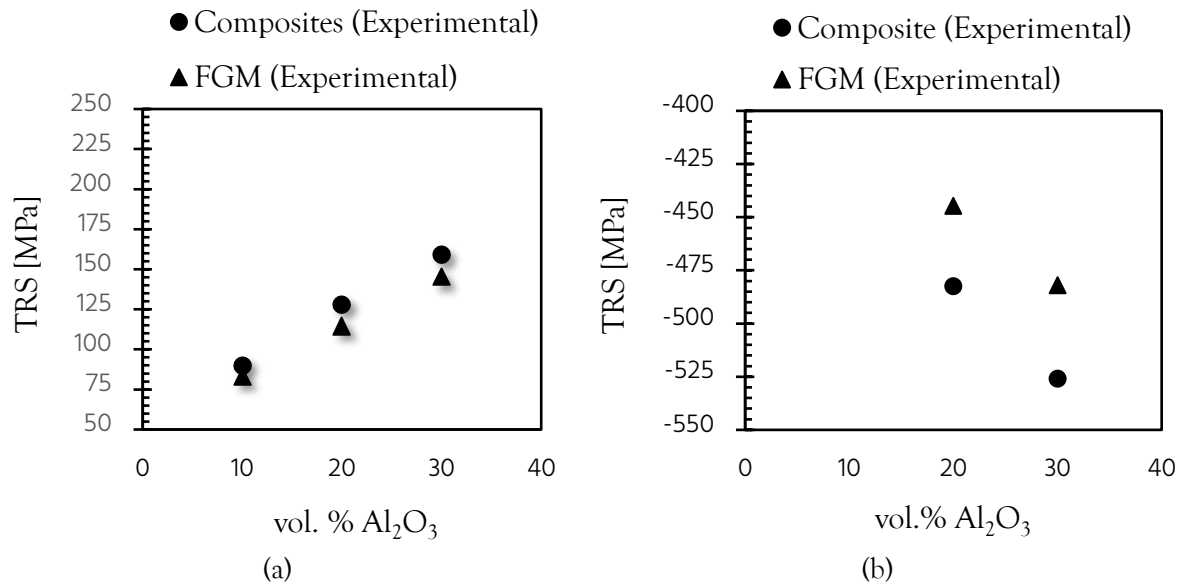 ● Composites (Experimental)
▲ FGM (Experimental)
250
225
200
175
150
125
100
75
50
TRS [MPa]
0 10 20 30 40
vol. % Al₂O₃
(a)
● Composite (Experimental)
▲ FGM (Experimental)
-400
-425
-450
-475
-500
-525
-550
TRS [MPa]
0 10 20 30 40
vol.% Al₂O₃
(b)